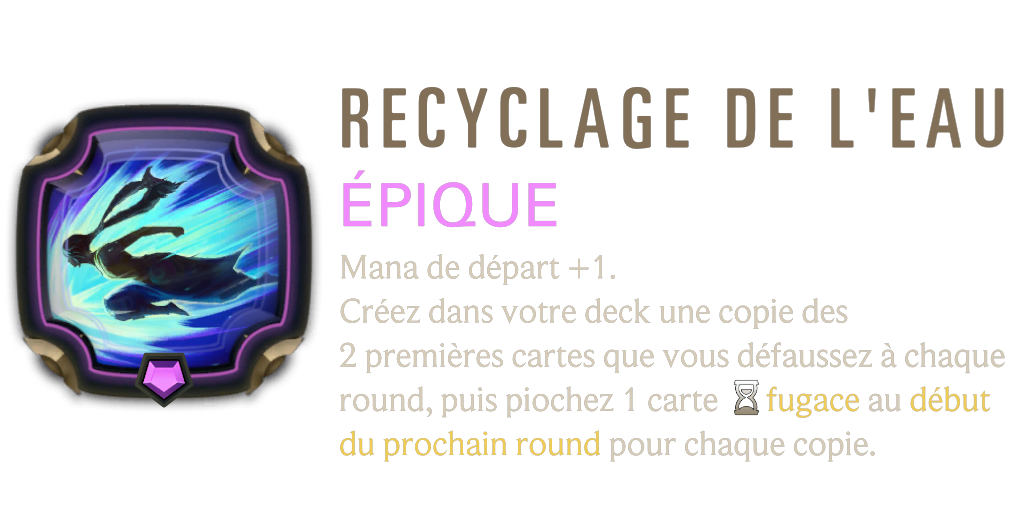 RECYCLAGE DE L'EAU
ÉPIQUE
Mana de départ +1.
Créez dans votre deck une copie des
2 premières cartes que vous défaussez à chaque
round, puis piochez 1 carte fugace au début
du prochain round pour chaque copie.